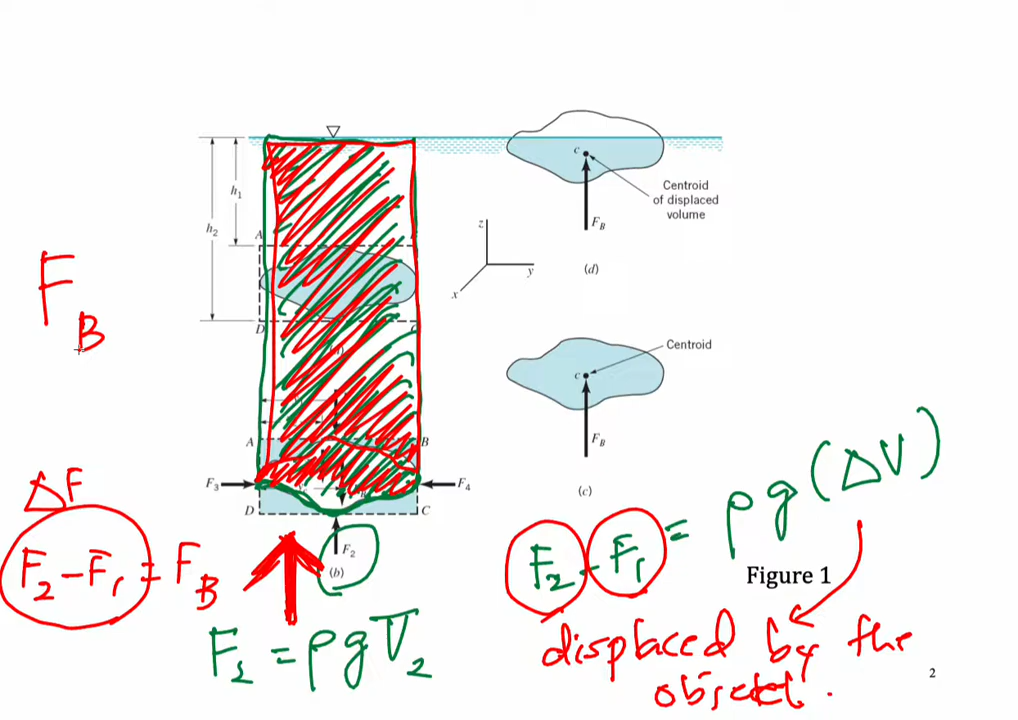 h₁
h₂
A
D
c
Centroid
of displaced
volume
F_B
(d)
z
y
x
F_B
c
Centroid
F_B
(c)
A
B
F₃
F₄
D
C
F₂
(b)
ΔF
F₂ – F₁ = F_B
F₂ = ρgV₂
F₂ – F₁ = ρg(ΔV)
Figure 1
displaced by the
2